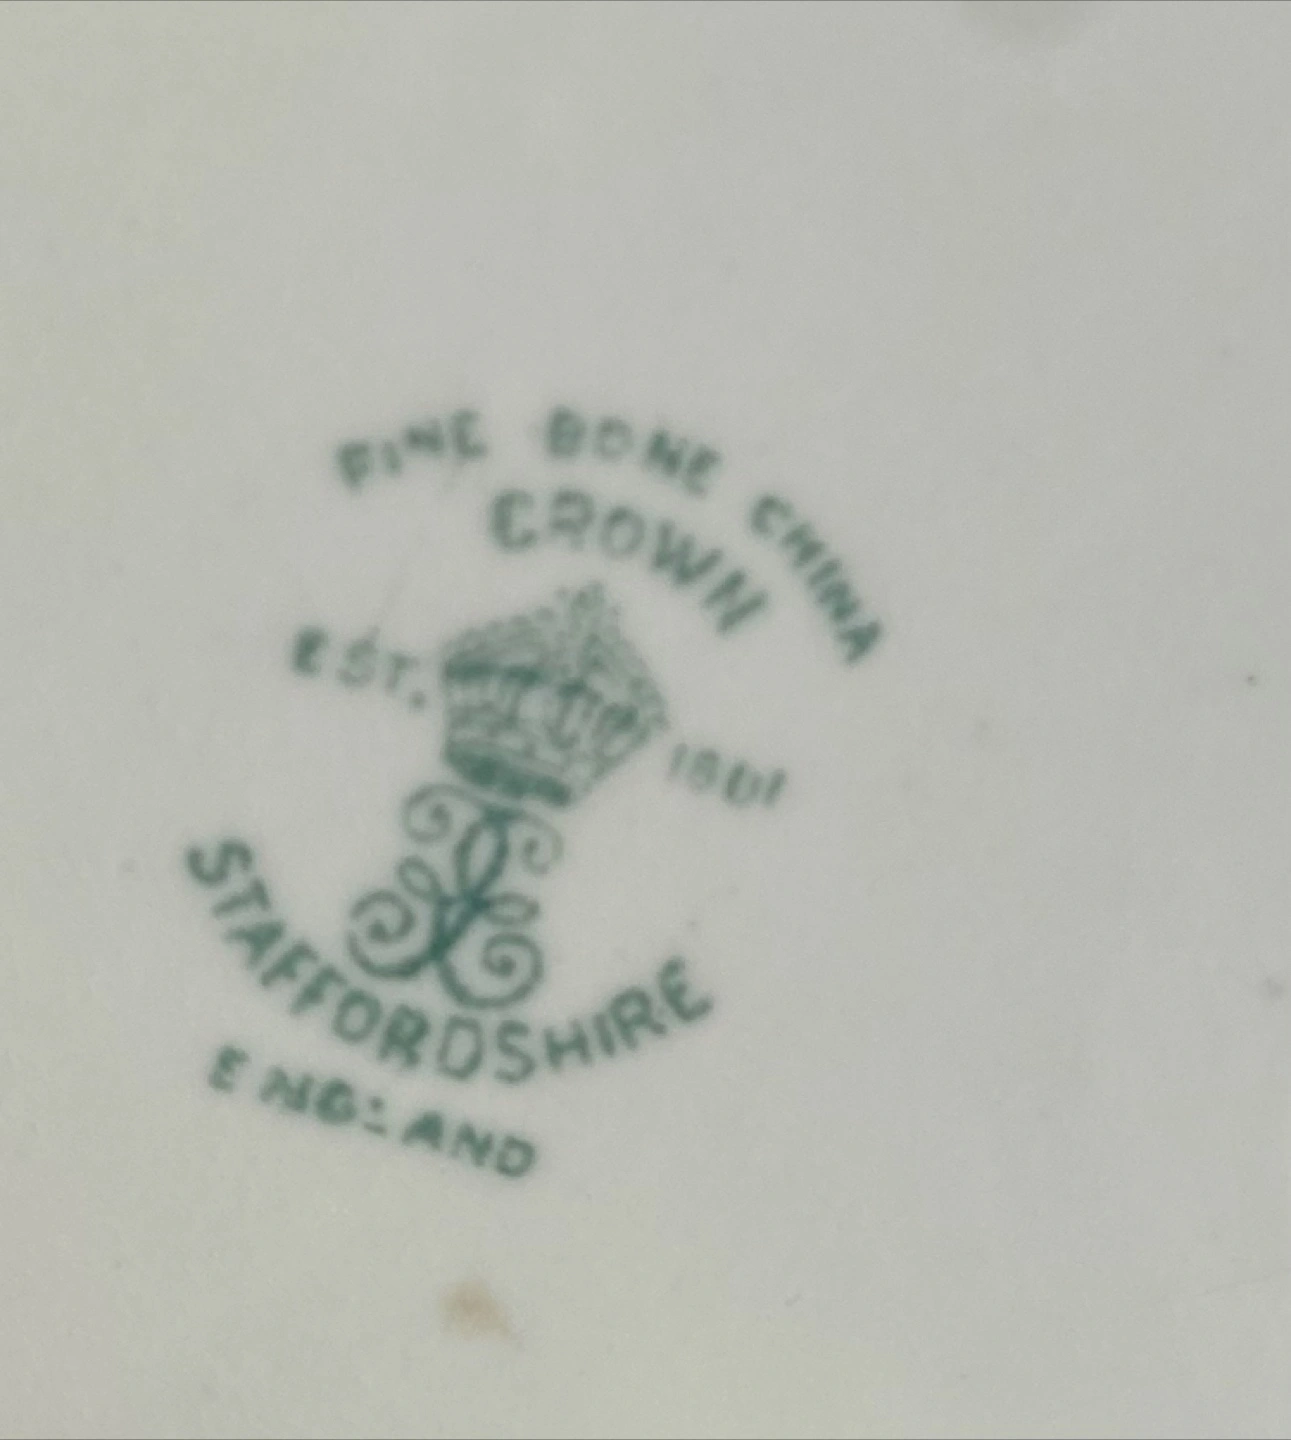 FINE BONE CHINA
CROWN
EST. 1801
STAFFORDSHIRE
ENGLAND